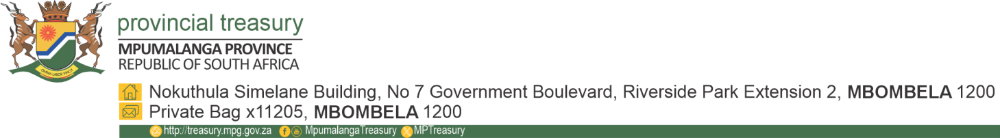 provincial treasury
MPUMALANGA PROVINCE
REPUBLIC OF SOUTH AFRICA
OMNIA LABOR VINCIT
Nokuthula Simelane Building, No 7 Government Boulevard, Riverside Park Extension 2, MBOMBELA 1200
Private Bag x11205, MBOMBELA 1200
http://treasury.mpg.gov.za MpumalangaTreasury MPTreasury